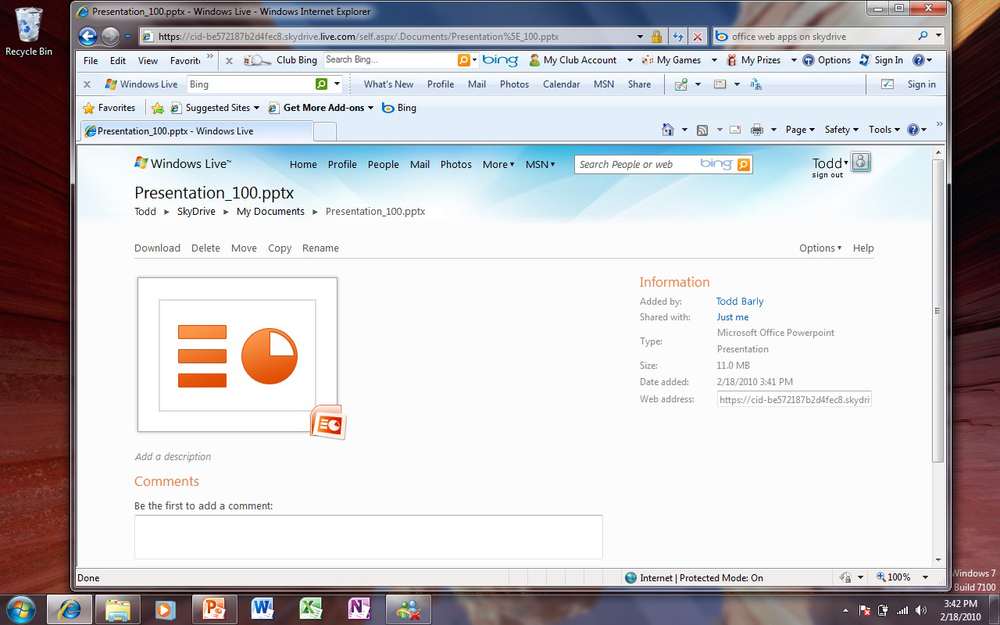 Recycle Bin
Presentation_100.pptx - Windows Live - Windows Internet Explorer
https://cid-be572187b2d4fec8.skydrive.live.com/self.aspx/.Documents/Presentation%5E_100.pptx
office web apps on skydrive
File Edit View Favorit » x Club Bing Search Bing... bing My Club Account My Games My Prizes Options Sign In
x Windows Live Bing What's New Profile Mail Photos Calendar MSN Share Sign in
Favorites Suggested Sites Get More Add-ons Bing
Presentation_100.pptx - Windows Live Page Safety Tools »
Windows Live™ Home Profile People Mail Photos More MSN Search People or web bing Todd
sign out
Presentation_100.pptx
Todd ► SkyDrive ► My Documents ► Presentation_100.pptx
Download Delete Move Copy Rename Options Help
Information
Added by: Todd Barly
Shared with: Just me
Type: Microsoft Office Powerpoint
Presentation
Size: 11.0 MB
Date added: 2/18/2010 3:41 PM
Web address: https://cid-be572187b2d4fec8.skydri
Add a description
Comments
Be the first to add a comment:
Done Internet | Protected Mode: On 100%
Windows 7
Build 7100
3:42 PM
2/18/2010